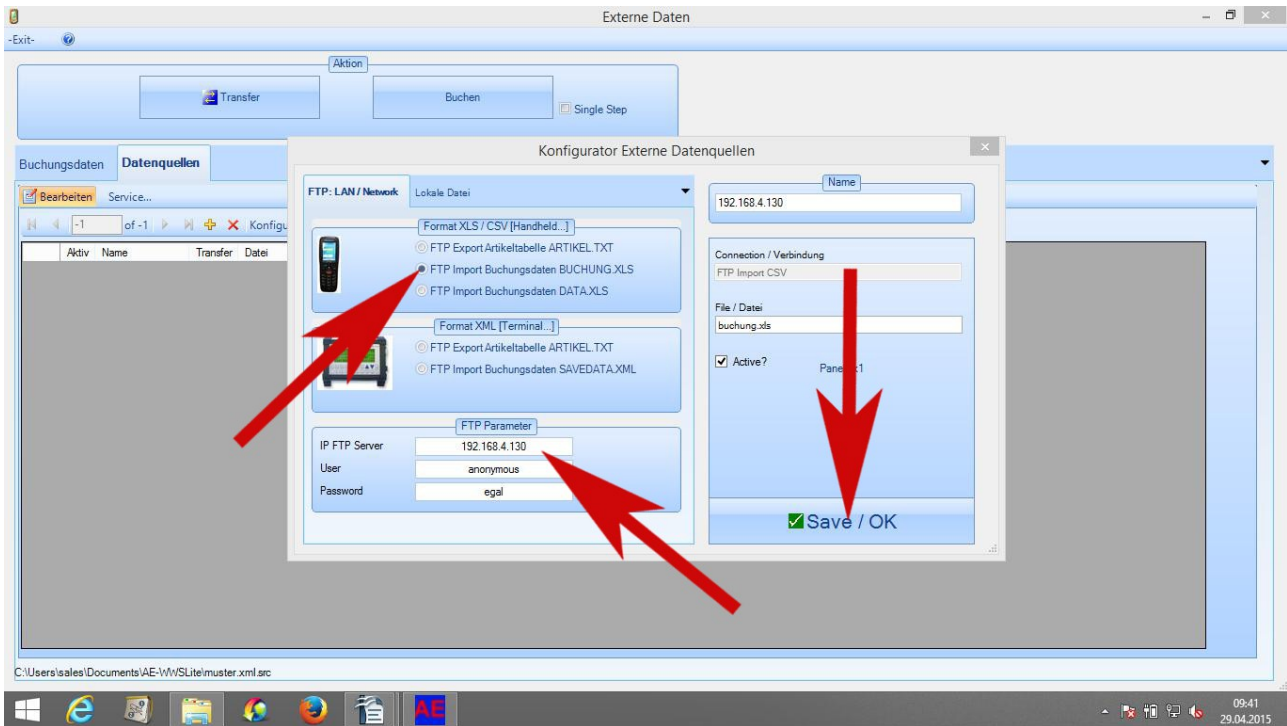 Externe Daten
-Exit-
Aktion
Transfer
Buchen
Single Step
Buchungsdaten Datenquellen
Bearbeiten Service...
-1 of -1 Konfigu
Aktiv Name Transfer Datei
Konfigurator Externe Datenquellen
FTP: LAN / Network Lokale Datei
Format XLS / CSV [Handheld...]
FTP Export Artikeltabelle ARTIKEL.TXT
FTP Import Buchungsdaten BUCHUNG.XLS
FTP Import Buchungsdaten DATA.XLS
Format XML [Terminal...]
FTP Export Artikeltabelle ARTIKEL.TXT
FTP Import Buchungsdaten SAVEDATA.XML
FTP Parameter
IP FTP Server 192.168.4.130
User anonymous
Password egal
Name
192.168.4.130
Connection / Verbindung
FTP Import CSV
File / Datei
buchung.xls
Active?
Save / OK
C:\Users\sales\Documents\AE-WWSLite\muster.xml.src
AE
09:41
29.04.2015